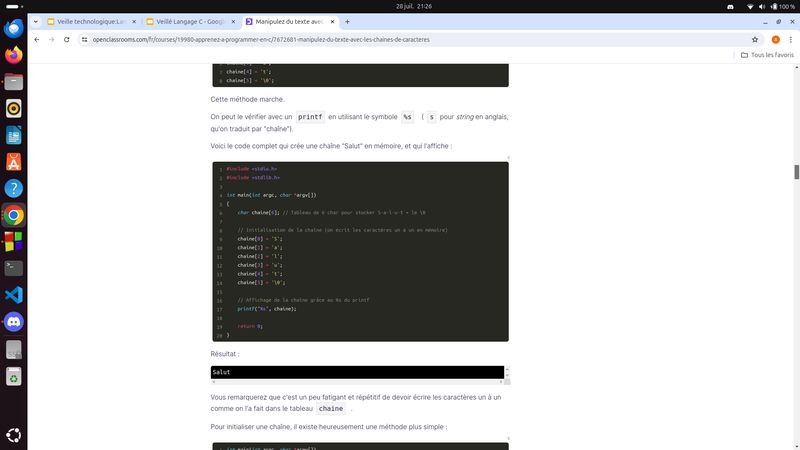 28 juil. 21:26
100 %
Veille technologique:Lan
Veillé Langage C - Google
Manipulez du texte avec
openclassrooms.com/fr/courses/19980-apprenez-a-programmer-en-c/7672681-manipulez-du-texte-avec-les-chaines-de-caracteres
Tous les favoris
7 chaine[4] = 't';
8 chaine[5] = '\0';
Cette méthode marche.
On peut le vérifier avec un printf en utilisant le symbole %s ( s pour string en anglais,
qu'on traduit par "chaîne").
Voici le code complet qui crée une chaîne "Salut" en mémoire, et qui l'affiche :
1 #include <stdio.h>
2 #include <stdlib.h>
3
4 int main(int argc, char *argv[])
5 {
6 char chaine[6]; // Tableau de 6 char pour stocker S-a-l-u-t + le \0
7
8 // Initialisation de la chaîne (on écrit les caractères un à un en mémoire)
9 chaine[0] = 'S';
10 chaine[1] = 'a';
11 chaine[2] = 'l';
12 chaine[3] = 'u';
13 chaine[4] = 't';
14 chaine[5] = '\0';
15
16 // Affichage de la chaîne grâce au %s du printf
17 printf("%s", chaine);
18
19 return 0;
20 }
Résultat :
Salut
Vous remarquerez que c'est un peu fatigant et répétitif de devoir écrire les caractères un à un
comme on l'a fait dans le tableau chaine .
Pour initialiser une chaîne, il existe heureusement une méthode plus simple :